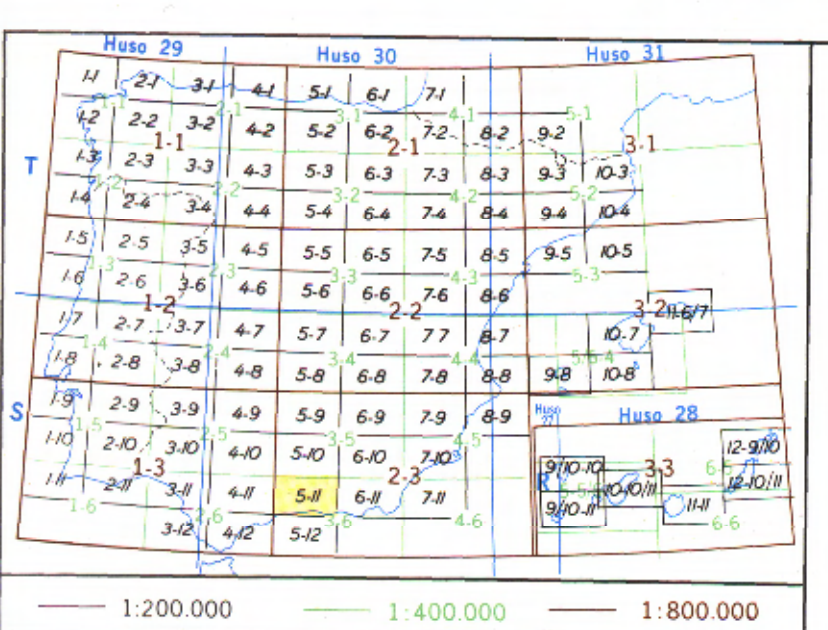 Huso 29 Huso 30 Huso 31
1-1 2-1 3-1 4-1 5-1 6-1 7-1
1-1 2-1 3-1 4-1 5-1
1-2 2-2 3-2 4-2 5-2 6-2 7-2 8-2 9-2
1-1 2-1 3-1
T
1-3 2-3 3-3 4-3 5-3 6-3 7-3 8-3 9-3 10-3
1-2 2-2 3-2 4-2 5-2
1-4 2-4 3-4 4-4 5-4 6-4 7-4 8-4 9-4 10-4
1-5 2-5 3-5 4-5 5-5 6-5 7-5 8-5 9-5 10-5
1-3 2-3 3-3 4-3 5-3
1-6 2-6 3-6 4-6 5-6 6-6 7-6 8-6
1-2 2-2 3-2 11-6/7
1-7 2-7 3-7 4-7 5-7 6-7 7 7 8-7 10-7
1-4 2-4 3-4 4-4 5/6-4
1-8 2-8 3-8 4-8 5-8 6-8 7-8 8-8 9-8 10-8
S
1-9 2-9 3-9 4-9 5-9 6-9 7-9 8-9
Huso 27 Huso 28
1-5 2-5 3-5 4-5
1-10 2-10 3-10 4-10 5-10 6-10 7-10 12-9/10
1-3 2-3 9/10-10 3-3 6-5
R
1-11 2-11 3-11 4-11 5-11 6-11 7-11 10-10/11 12-10/11
1-6 2-6 3-6 4-6 9/10-11 11-11 6-6
3-12 4-12 5-12
1:200.000 1:400.000 1:800.000